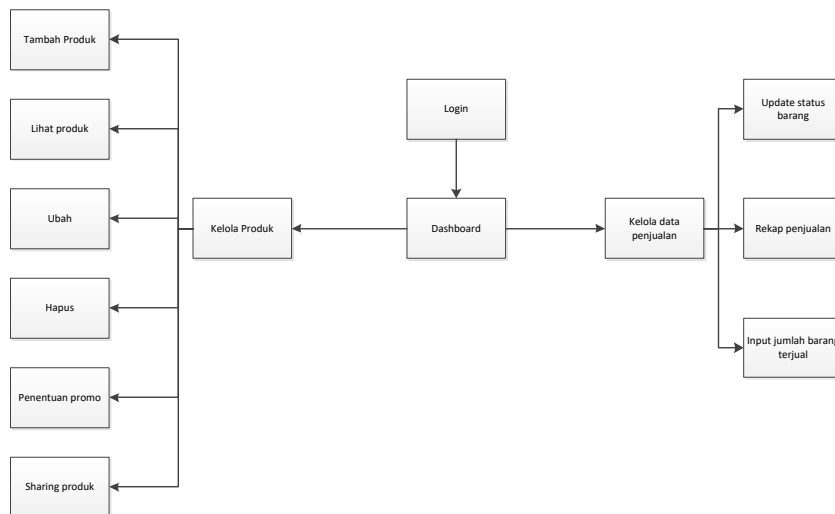 Tambah Produk
Lihat produk
Ubah
Hapus
Penentuan promo
Sharing produk
Kelola Produk
Login
Dashboard
Kelola data
penjualan
Update status
barang
Rekap penjualan
Input jumlah barang
terjual